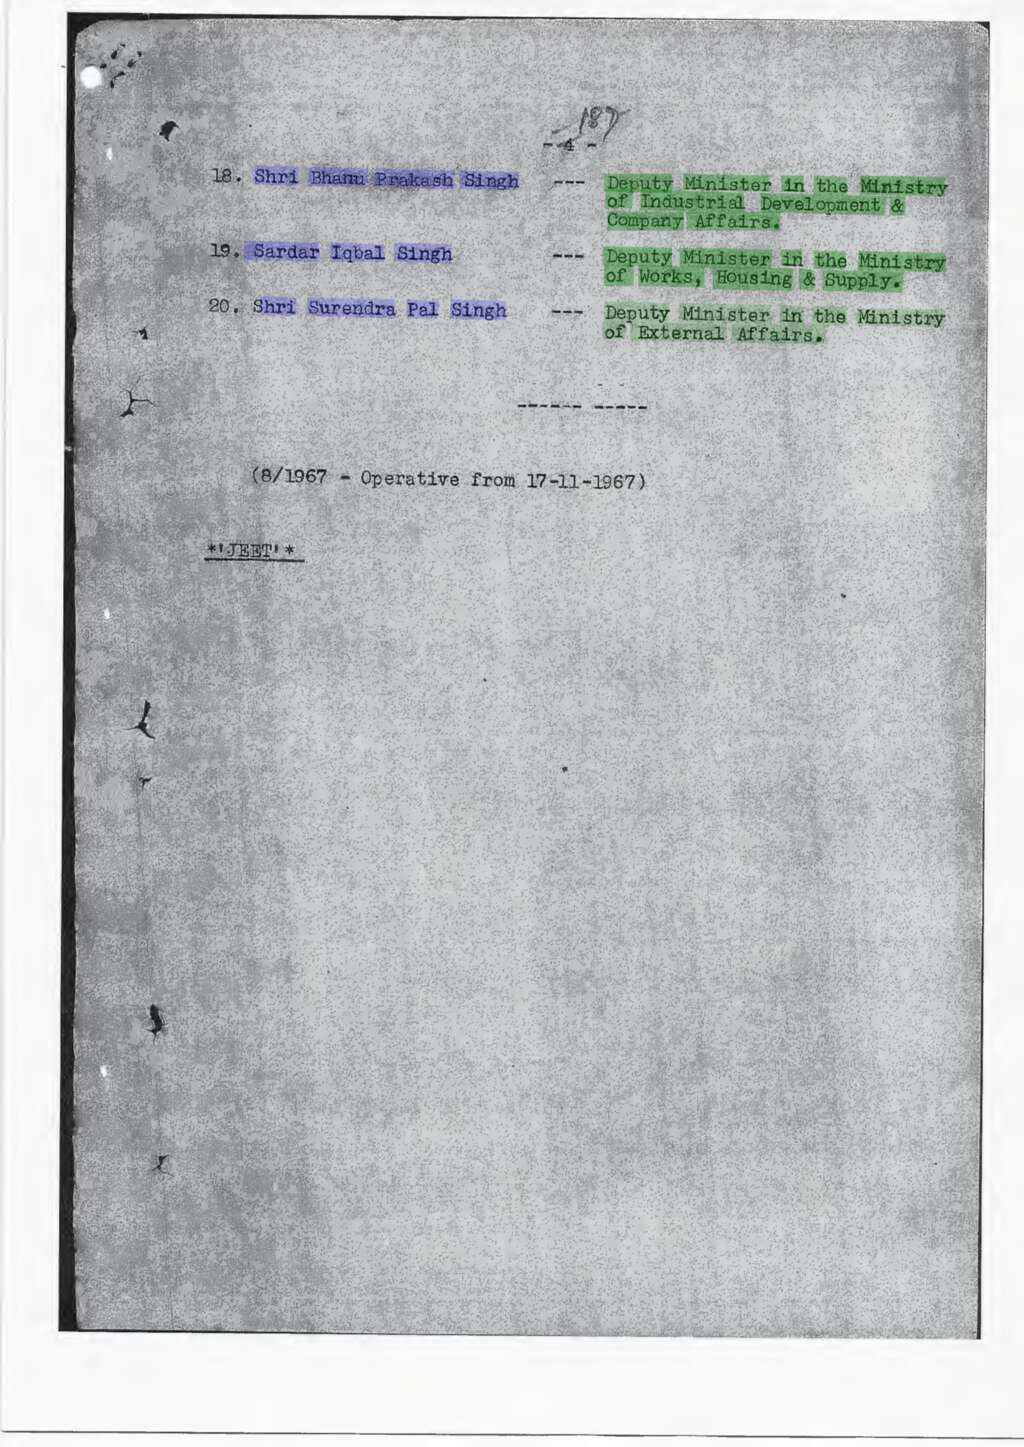 187
- 4 -
18. Shri Bhanu Prakash Singh --- Deputy Minister in the Ministry
of Industrial Development &
Company Affairs.
19. Sardar Iqbal Singh --- Deputy Minister in the Ministry
of Works, Housing & Supply.
20. Shri Surendra Pal Singh --- Deputy Minister in the Ministry
of External Affairs.
------ -----
(8/1967 - Operative from 17-11-1967)
*'JEET'*